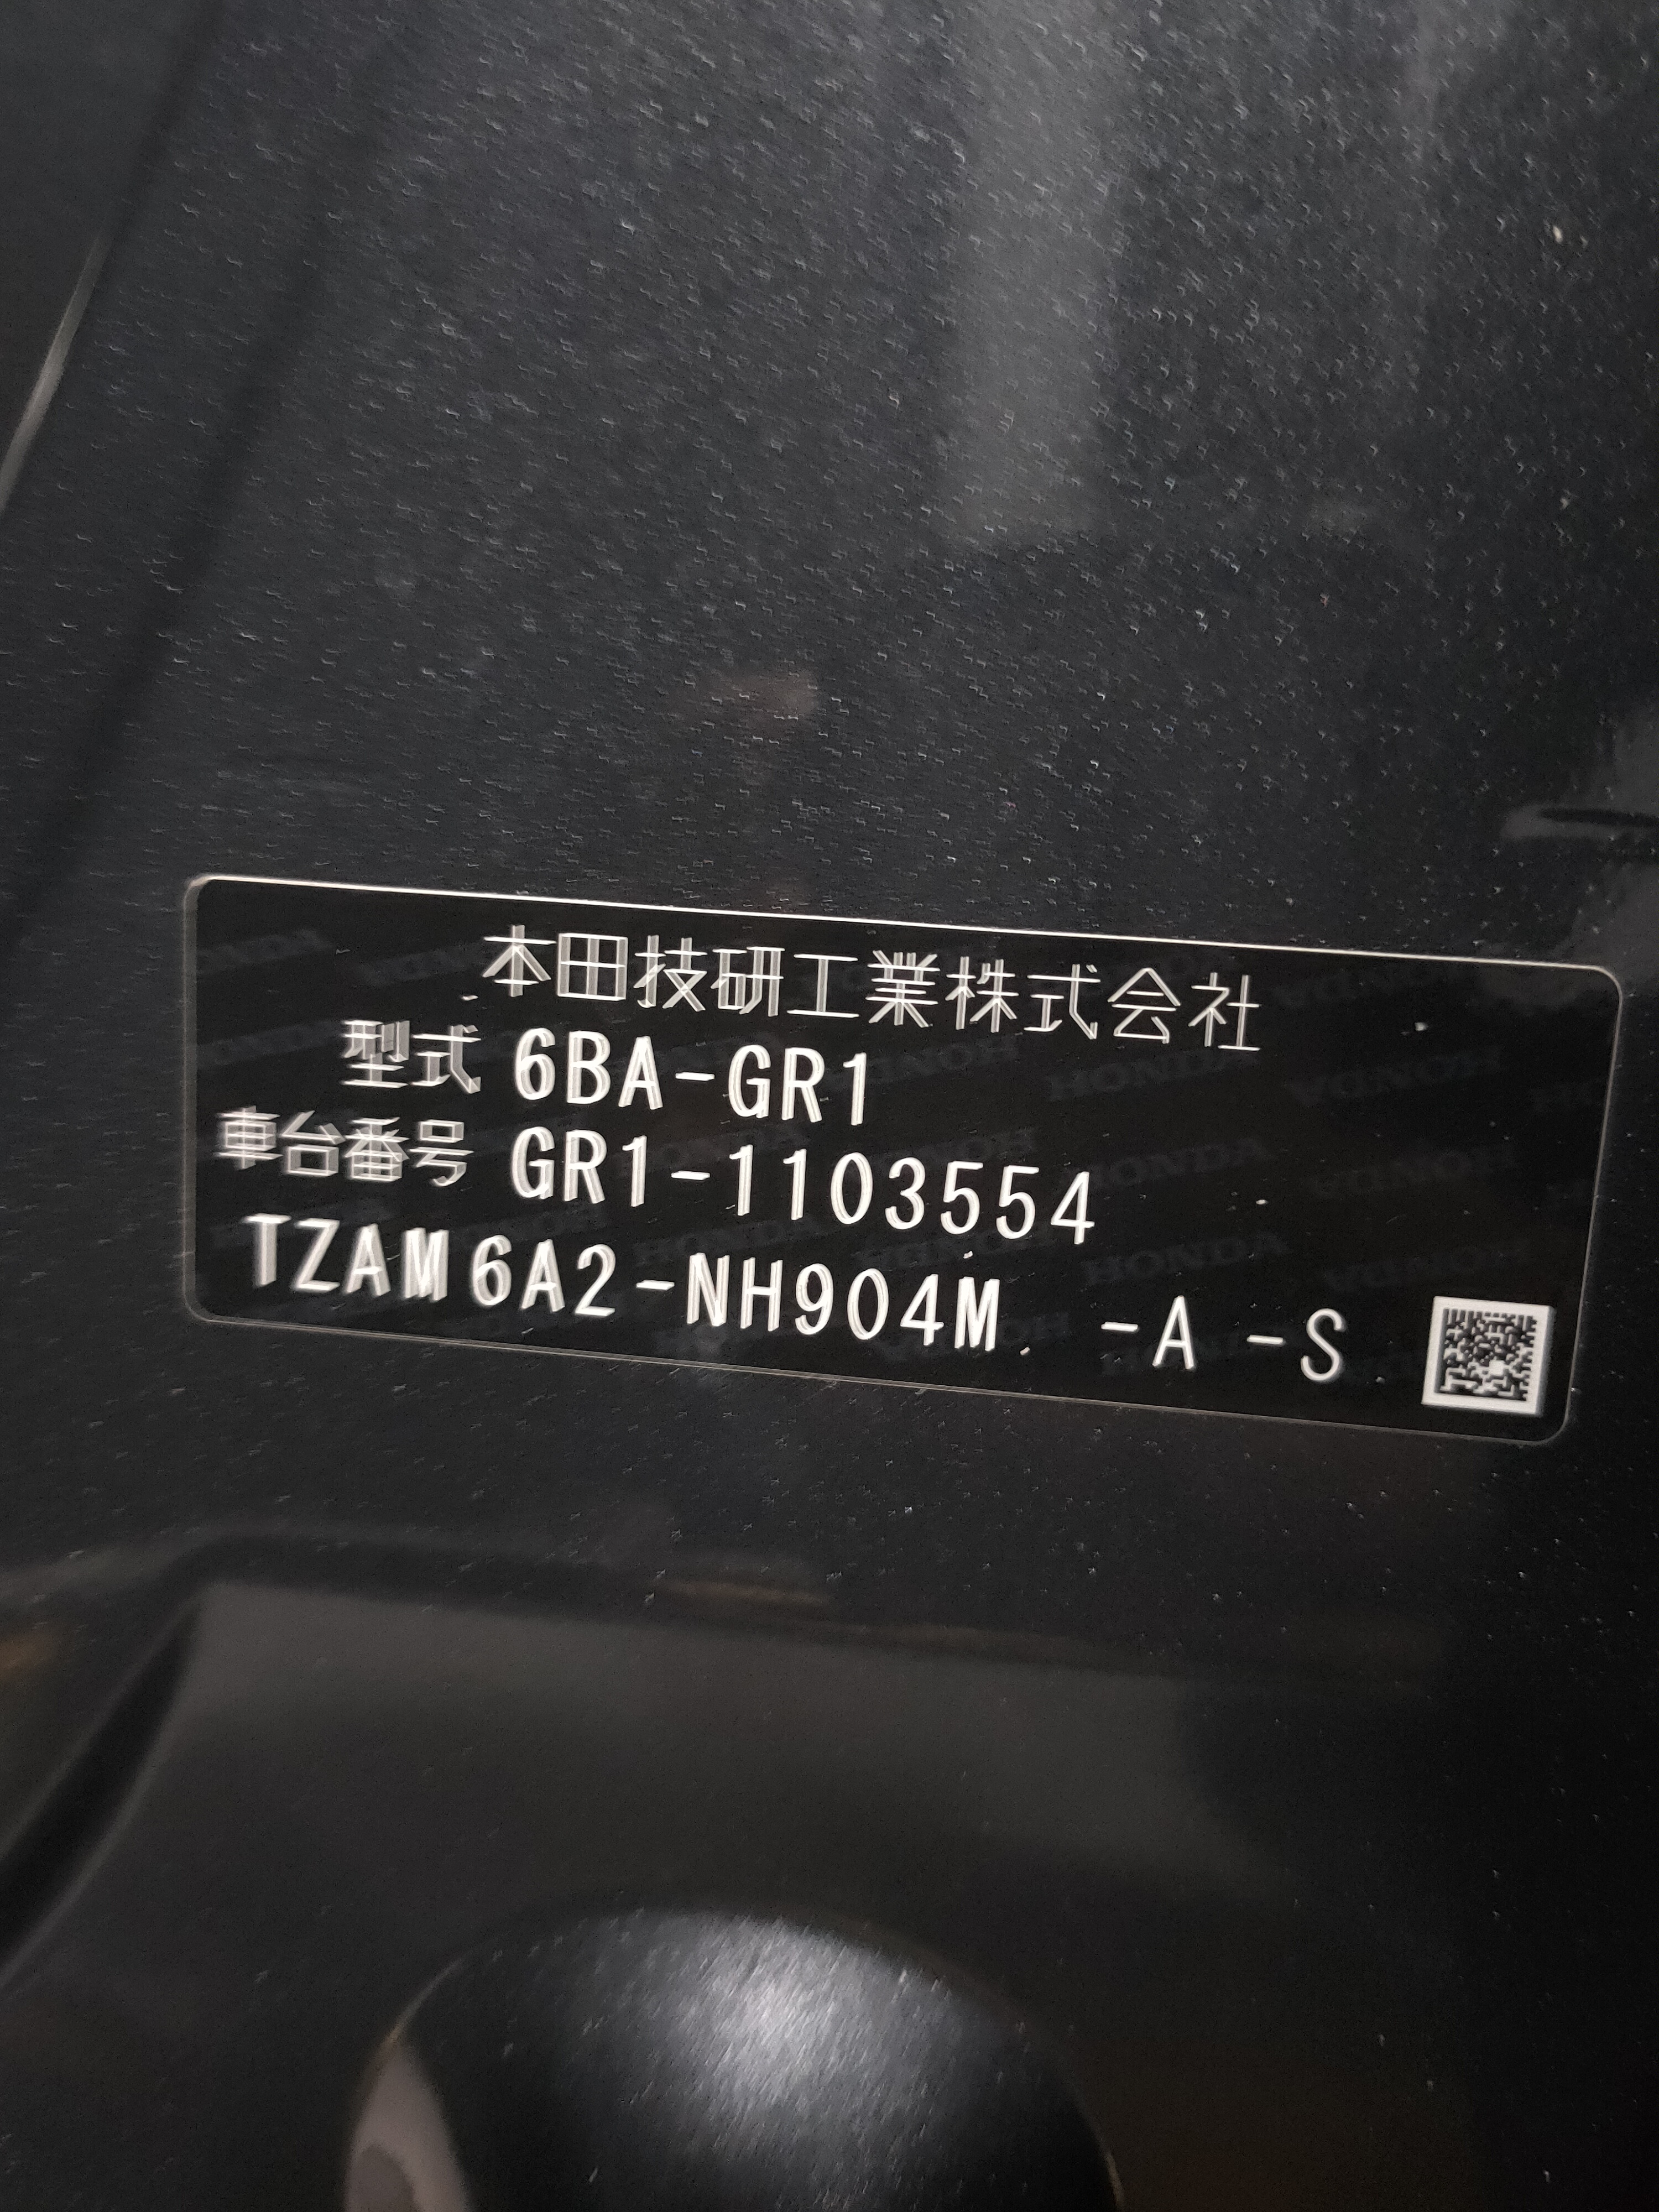 本田技研工業株式会社
型式 6BA-GR1
車台番号 GR1-1103554
TZAM6A2-NH904M -A -S